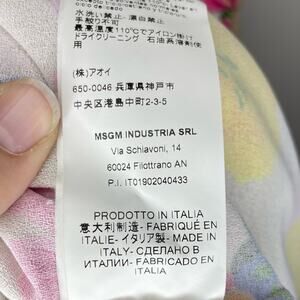 水洗い禁止- 漂白禁止-
手絞り不可
最高温度110℃でアイロン掛け
ドライクリーニング 石油系溶剤使
用
(株)アオイ
650-0046 兵庫県神戸市
中央区港島中町2-3-5
MSGM INDUSTRIA SRL
Via Schiavoni, 14
60024 Filottrano AN
P.I. IT01902040433
PRODOTTO IN ITALIA
意大利制造- FABRIQUÉ EN
ITALIE- イタリア製- MADE IN
ITALY- СДЕЛАНО В
ИТАЛИИ- FABRICADO EN
ITALIA